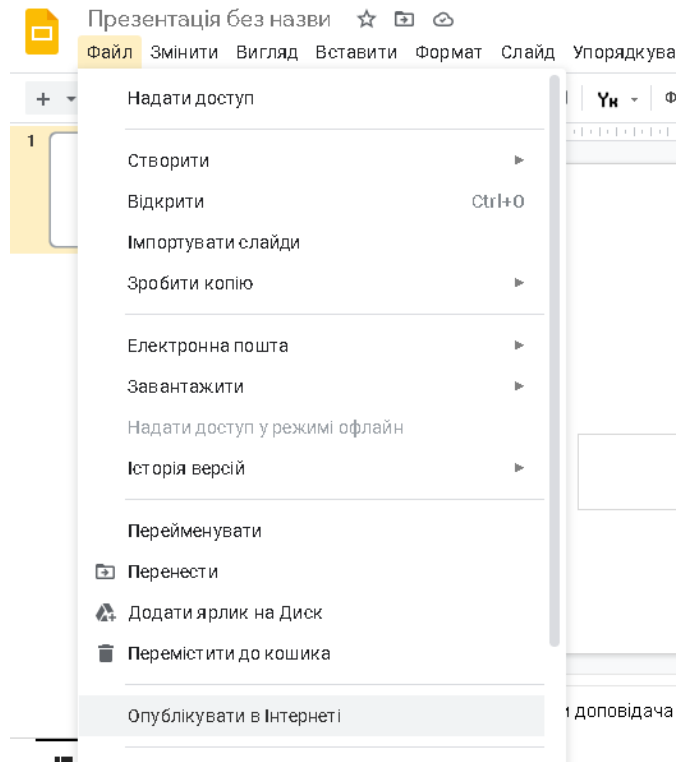 Презентація без назви
Файл Змінити Вигляд Вставити Формат Слайд
Надати доступ
1
Створити
Відкрити Ctrl+O
Імпортувати слайди
Зробити копію
Електронна пошта
Завантажити
Надати доступ у режимі офлайн
Історія версій
Перейменувати
Перенести
Додати ярлик на Диск
Перемістити до кошика
Опублікувати в Інтернеті
доповідача